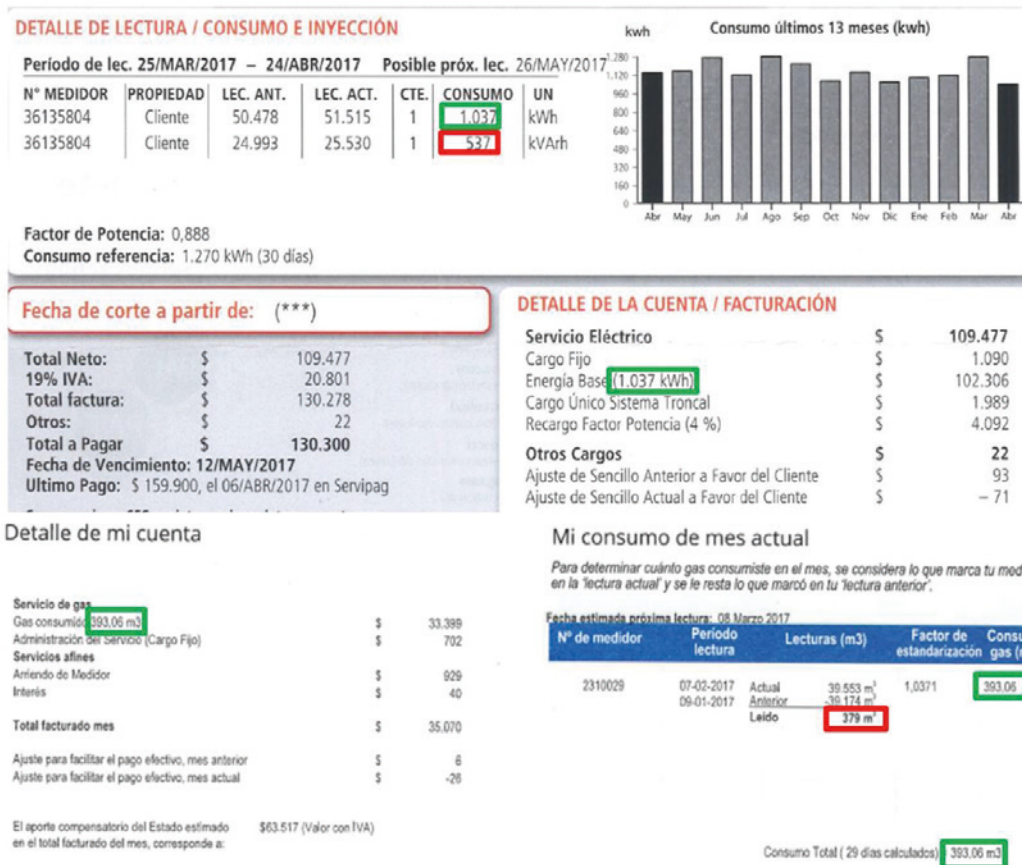 DETALLE DE LECTURA / CONSUMO E INYECCIÓN
Período de lec. 25/MAR/2017 – 24/ABR/2017 Posible próx. lec. 26/MAY/2017
N° MEDIDOR PROPIEDAD LEC. ANT. LEC. ACT. CTE. CONSUMO UN
36135804 Cliente 50.478 51.515 1 1.037 kWh
36135804 Cliente 24.993 25.530 1 537 kVArh
Factor de Potencia: 0,888
Consumo referencia: 1.270 kWh (30 días)
kwh Consumo últimos 13 meses (kwh)
1.280
1.120
960
800
640
480
320
160
0
Abr May Jun Jul Ago Sep Oct Nov Dic Ene Feb Mar Abr
Fecha de corte a partir de: (***)
Total Neto: $ 109.477
19% IVA: $ 20.801
Total factura: $ 130.278
Otros: $ 22
Total a Pagar $ 130.300
Fecha de Vencimiento: 12/MAY/2017
Ultimo Pago: $ 159.900, el 06/ABR/2017 en Servipag
DETALLE DE LA CUENTA / FACTURACIÓN
Servicio Eléctrico $ 109.477
Cargo Fijo $ 1.090
Energía Base (1.037 kWh) $ 102.306
Cargo Único Sistema Troncal $ 1.989
Recargo Factor Potencia (4 %) $ 4.092
Otros Cargos $ 22
Ajuste de Sencillo Anterior a Favor del Cliente $ 93
Ajuste de Sencillo Actual a Favor del Cliente $ – 71
Detalle de mi cuenta
Servicio de gas
Gas consumido 393,06 m3 $ 33.399
Administración del Servicio (Cargo Fijo) $ 702
Servicios afines
Arriendo de Medidor $ 929
Interés $ 40
Total facturado mes $ 35,070
Ajuste para facilitar el pago efectivo, mes anterior $ 6
Ajuste para facilitar el pago efectivo, mes actual $ -26
El aporte compensatorio del Estado estimado $63.517 (Valor con IVA)
en el total facturado del mes, corresponde a:
Mi consumo de mes actual
Para determinar cuánto gas consumiste en el mes, se considera lo que marca tu med
en la 'lectura actual' y se le resta lo que marcó en tu 'lectura anterior'.
Fecha estimada próxima lectura: 08 Marzo 2017
N° de medidor Periodo lectura Lecturas (m3) Factor de estandarización Consu gas (
2310029 07-02-2017 Actual 39.553 m³ 1,0371 393.06
09-01-2017 Anterior -39.174 m³
Leido 379 m³
Consumo Total ( 29 días calculados) 393,06 m3